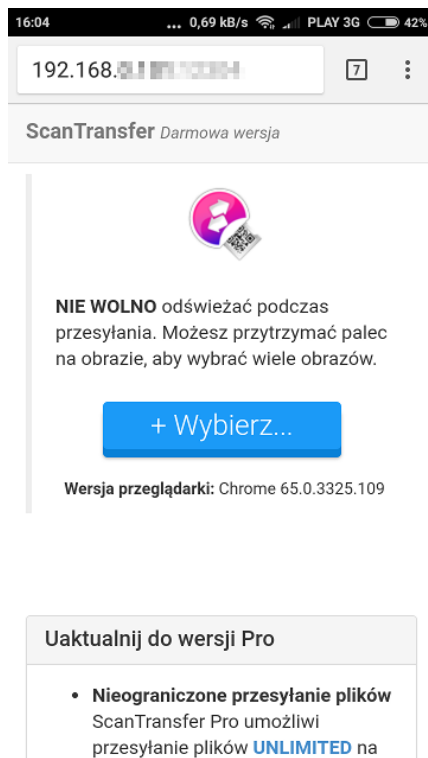 16:04 ... 0,69 kB/s PLAY 3G 42%
192.168.
7
ScanTransfer Darmowa wersja
NIE WOLNO odświeżać podczas
przesyłania. Możesz przytrzymać palec
na obrazie, aby wybrać wiele obrazów.
+ Wybierz...
Wersja przeglądarki: Chrome 65.0.3325.109
Uaktualnij do wersji Pro
• Nieograniczone przesyłanie plików
ScanTransfer Pro umożliwi
przesyłanie plików UNLIMITED na